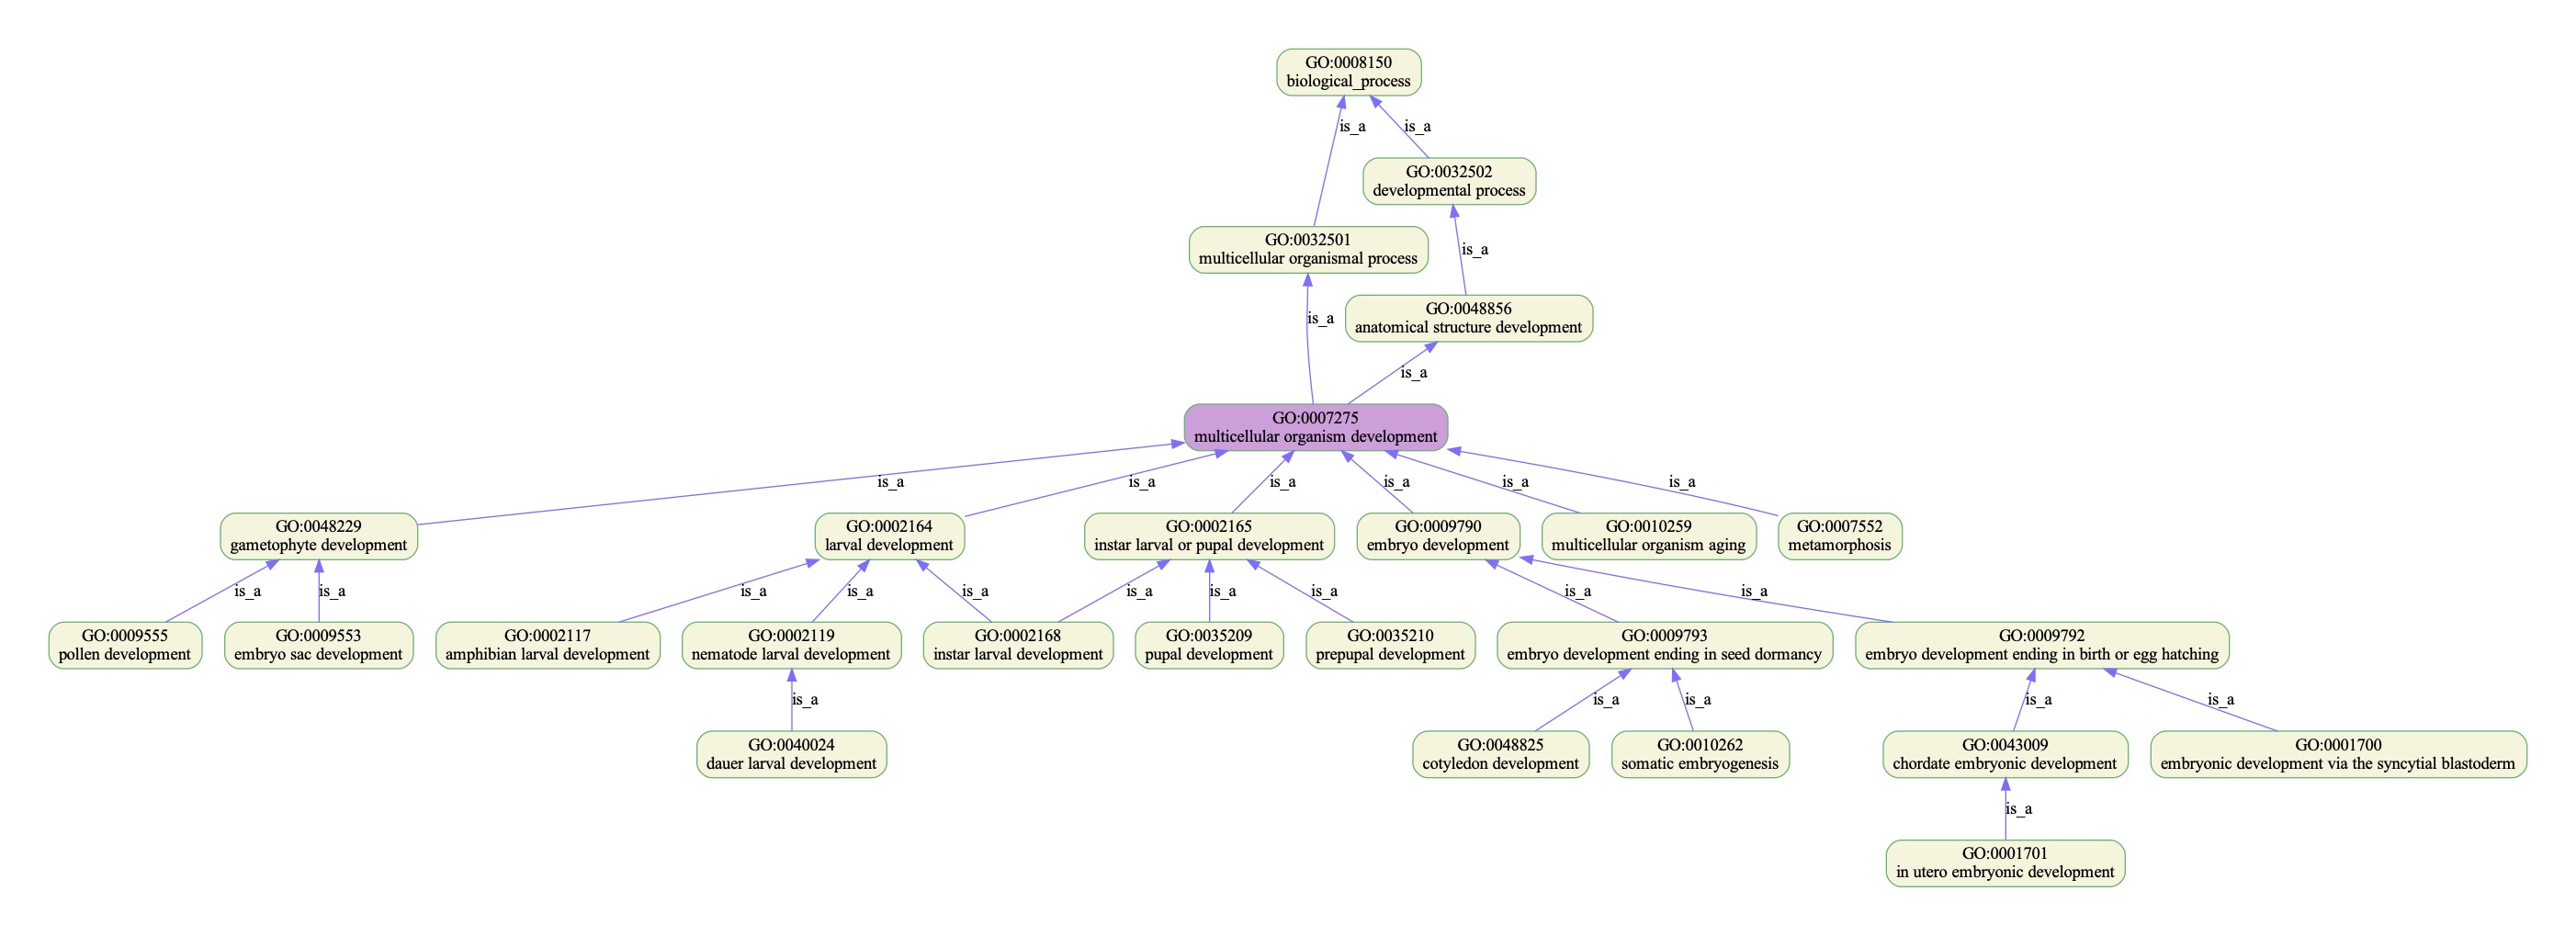 GO:0008150
biological_process
is_a
is_a
GO:0032502
developmental process
GO:0032501
multicellular organismal process
is_a
GO:0048856
anatomical structure development
is_a
is_a
GO:0007275
multicellular organism development
is_a
is_a
is_a
is_a
is_a
is_a
GO:0048229
gametophyte development
GO:0002164
larval development
GO:0002165
instar larval or pupal development
GO:0009790
embryo development
GO:0010259
multicellular organism aging
GO:0007552
metamorphosis
is_a
is_a
is_a
is_a
is_a
is_a
is_a
is_a
is_a
is_a
GO:0009555
pollen development
GO:0009553
embryo sac development
GO:0002117
amphibian larval development
GO:0002119
nematode larval development
GO:0002168
instar larval development
GO:0035209
pupal development
GO:0035210
prepupal development
GO:0009793
embryo development ending in seed dormancy
GO:0009792
embryo development ending in birth or egg hatching
is_a
is_a
is_a
is_a
is_a
GO:0040024
dauer larval development
GO:0048825
cotyledon development
GO:0010262
somatic embryogenesis
GO:0043009
chordate embryonic development
GO:0001700
embryonic development via the syncytial blastoderm
is_a
GO:0001701
in utero embryonic development